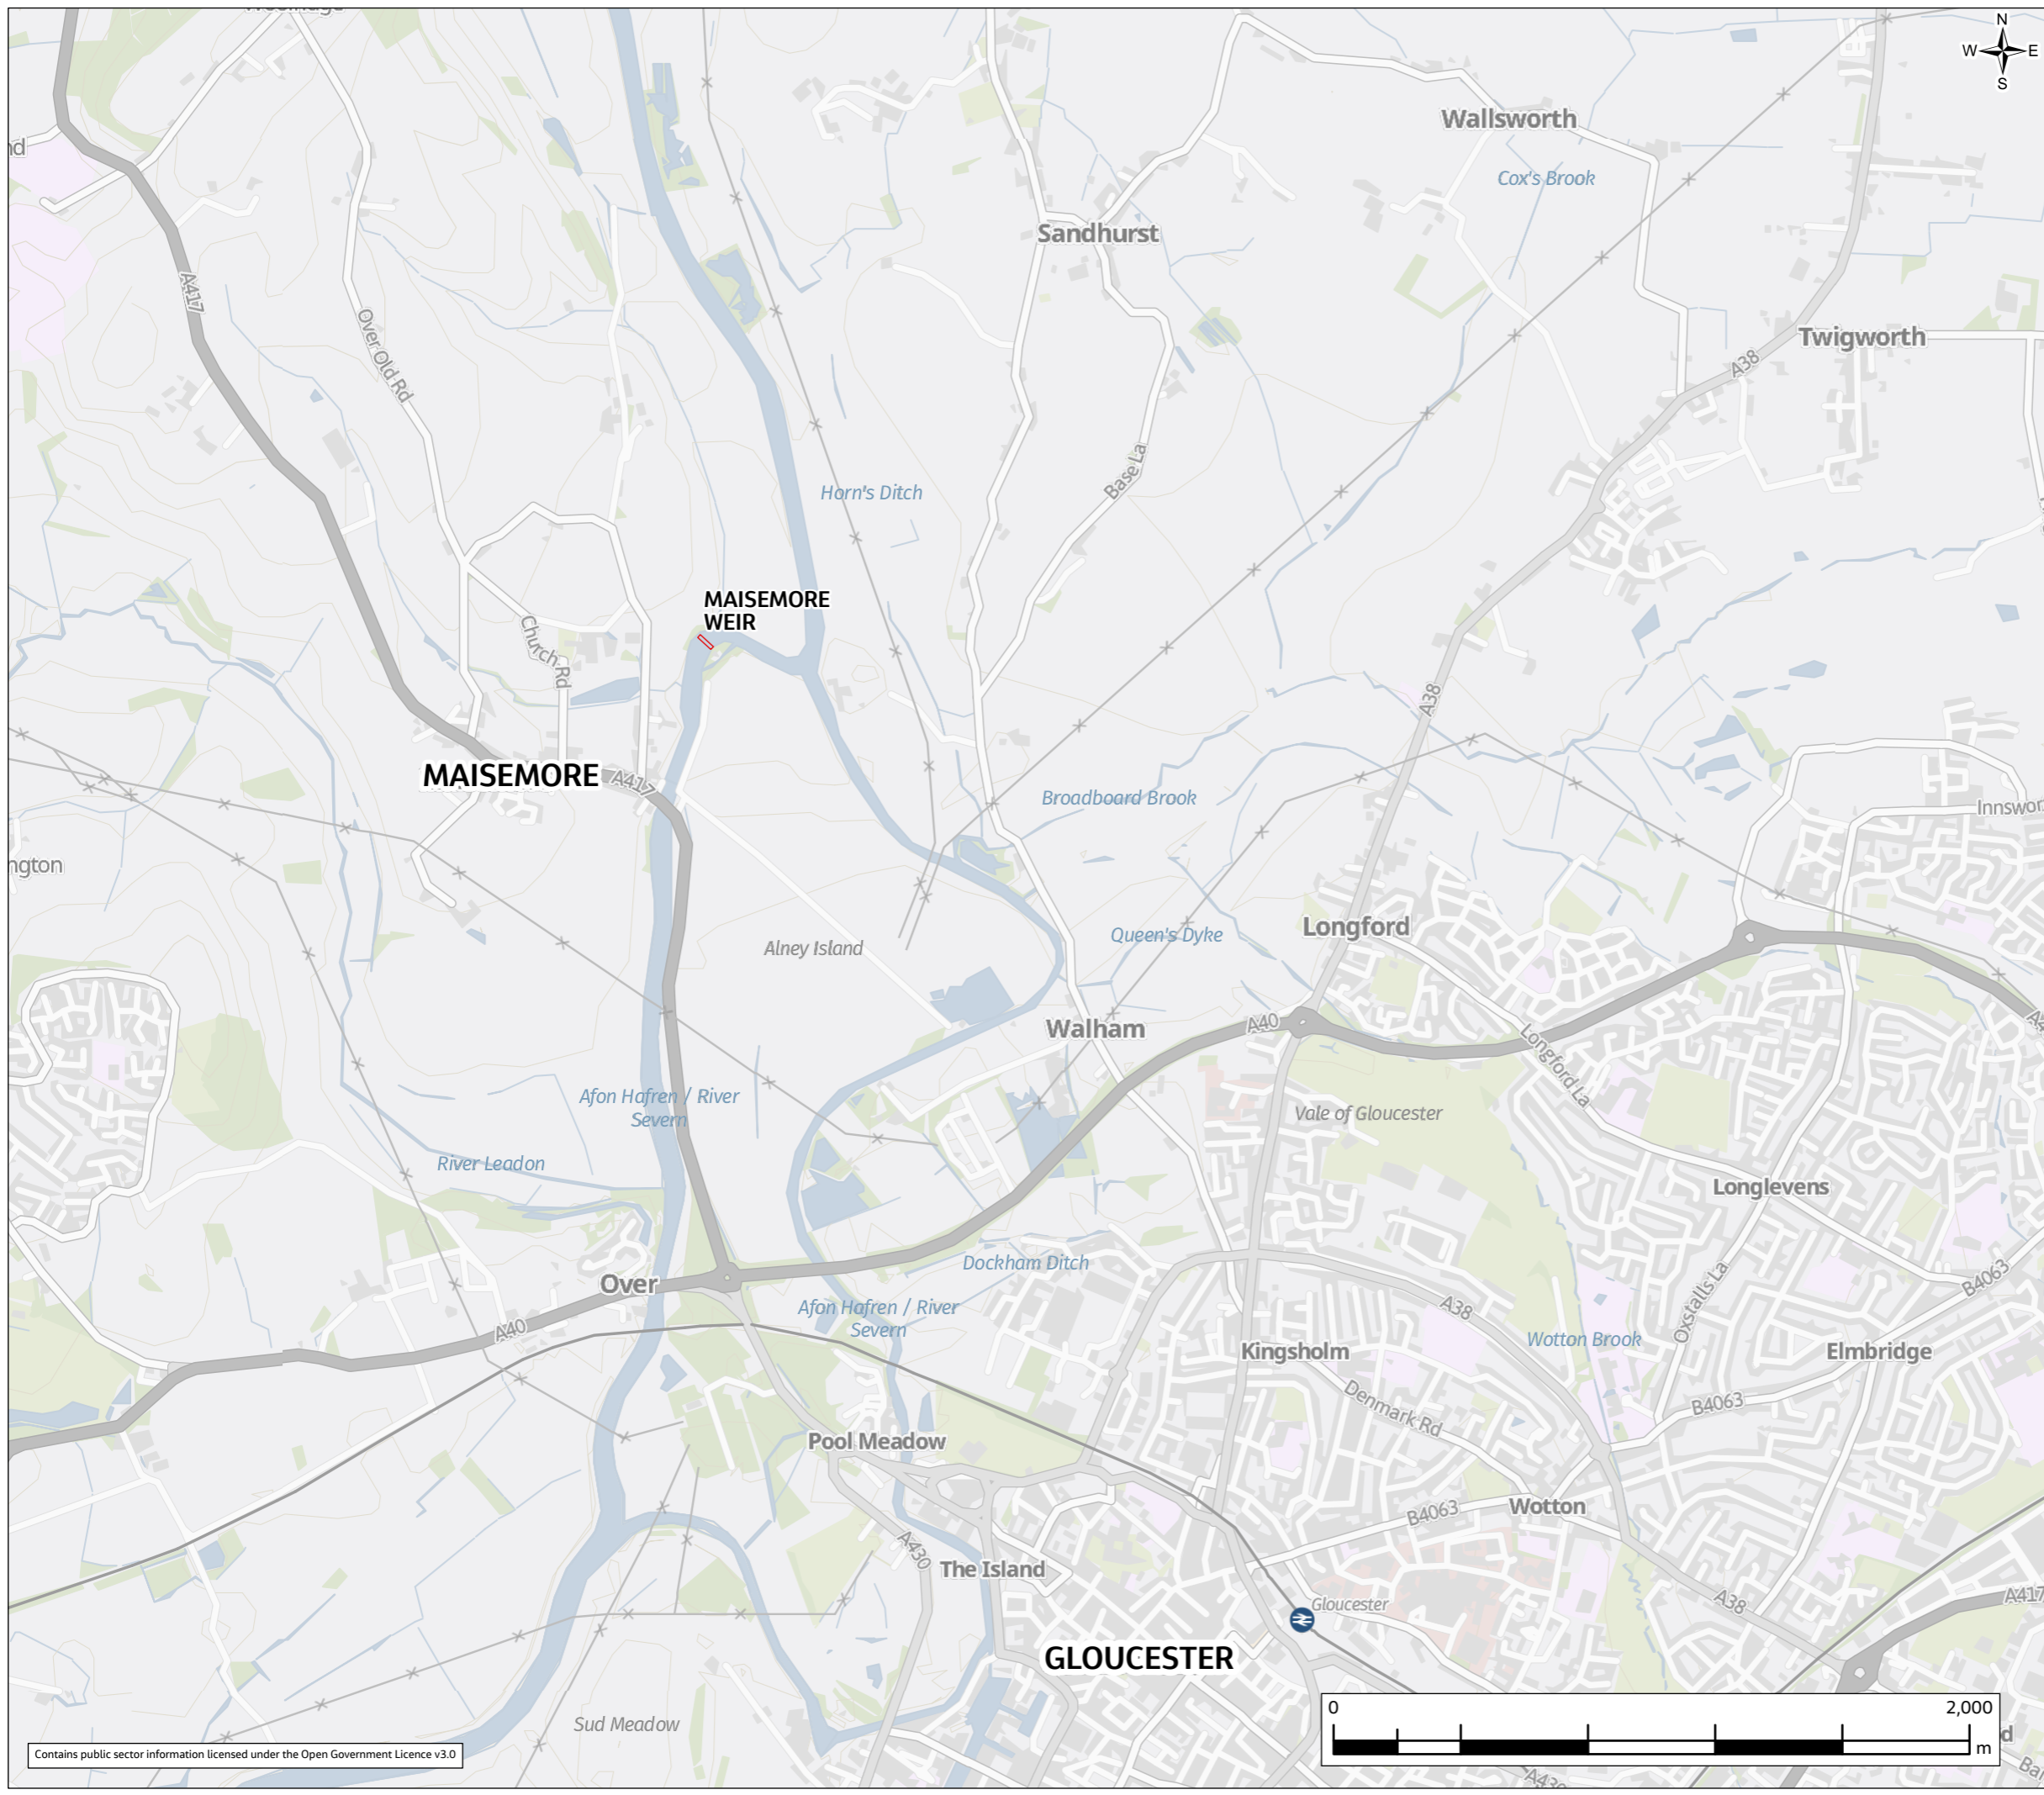 N
W E
S
Wallsworth
Cox's Brook
Sandhurst
A417
Over Old Rd
Twigworth
A38
Base La
Horn's Ditch
MAISEMORE
WEIR
Church Rd
A38
MAISEMORE
A417
Broadboard Brook
Innswor
ngton
Longford
Queen's Dyke
Alney Island
A40
Walham
Longford La
Afon Hafren / River
Severn
Vale of Gloucester
River Leadon
Longlevens
Dockham Ditch
Over
B4063
Afon Hafren / River
Severn
A38
Oxstalls La
A40
Wotton Brook
Kingsholm
Elmbridge
Denmark Rd
B4063
Pool Meadow
Wotton
B4063
A430
The Island
Gloucester
A38
A417
GLOUCESTER
Sud Meadow
0 2,000
m
Contains public sector information licensed under the Open Government Licence v3.0